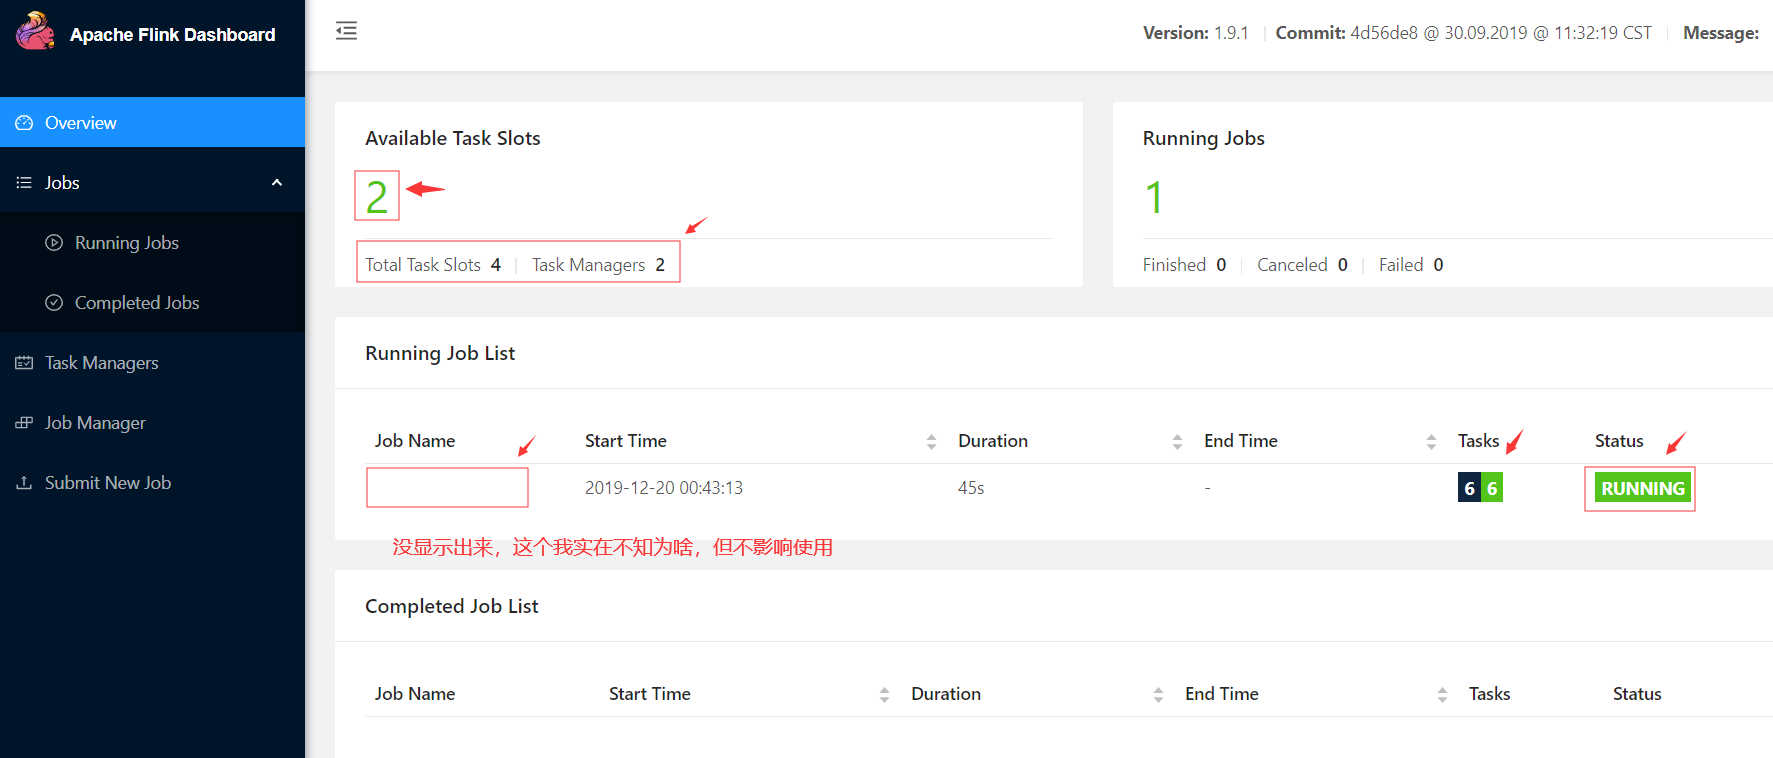 Apache Flink Dashboard
Version: 1.9.1 Commit: 4d56de8 @ 30.09.2019 @ 11:32:19 CST Message:
Overview
Jobs
Running Jobs
Completed Jobs
Task Managers
Job Manager
Submit New Job
Available Task Slots
2
Total Task Slots 4 Task Managers 2
Running Jobs
1
Finished 0 Canceled 0 Failed 0
Running Job List
Job Name Start Time Duration End Time Tasks Status
2019-12-20 00:43:13 45s - 6 6 RUNNING
没显示出来，这个我实在不知为啥，但不影响使用
Completed Job List
Job Name Start Time Duration End Time Tasks Status